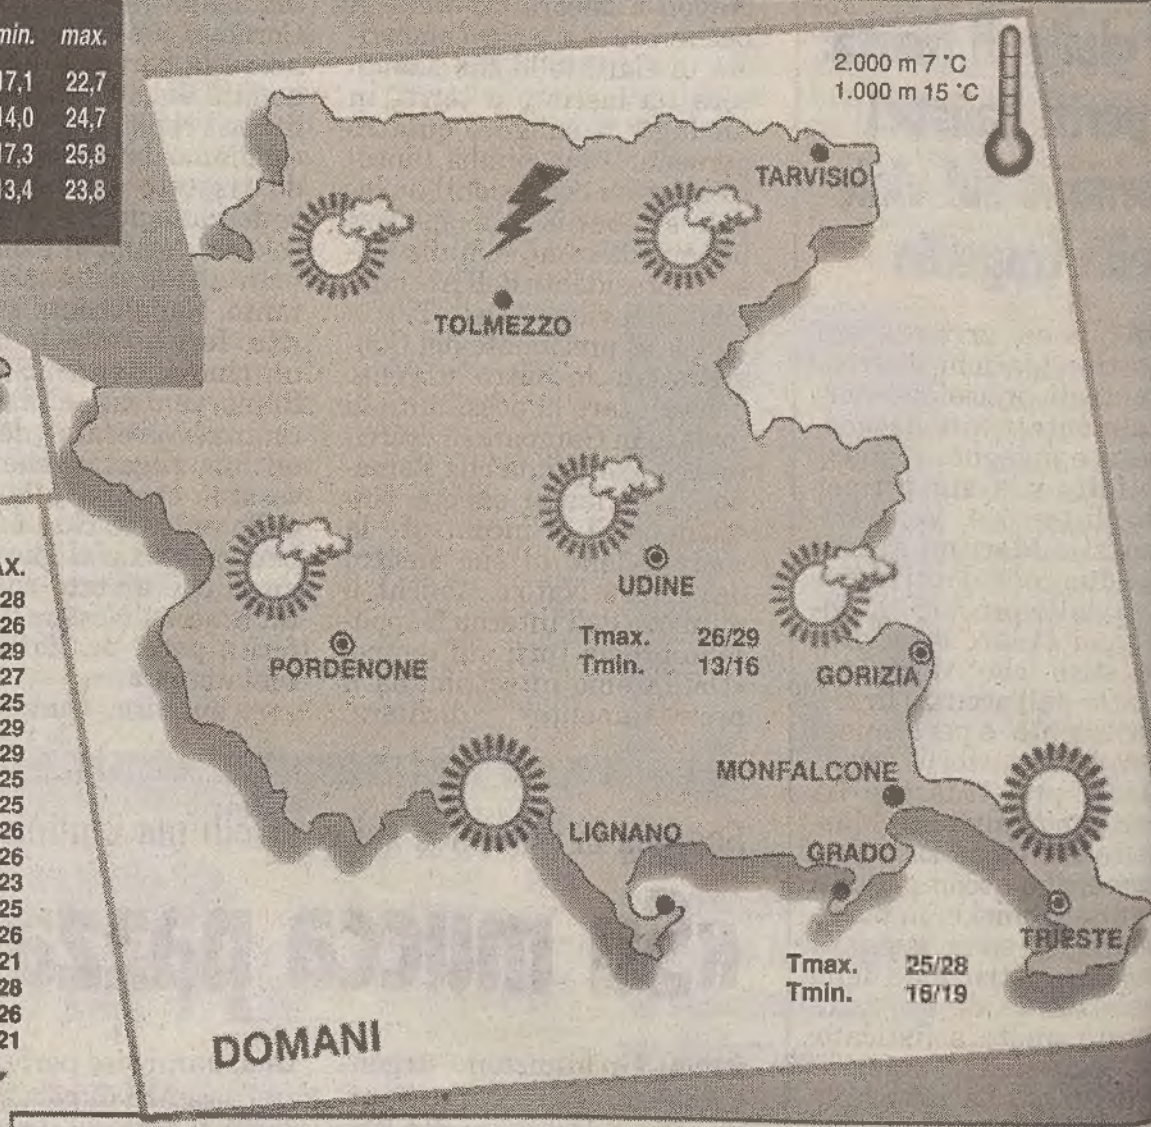 min. max.
17,1 22,7
14,0 24,7
17,3 25,8
13,4 23,8
2.000 m 7 °C
1.000 m 15 °C
TARVISIO
TOLMEZZO
UDINE
Tmax. 26/29
Tmin. 13/16
PORDENONE
GORIZIA
MONFALCONE
LIGNANO
GRADO
TRIESTE
Tmax. 25/28
Tmin. 16/19
DOMANI
AX.
28
26
29
27
25
29
29
25
25
26
26
23
25
26
21
28
26
21